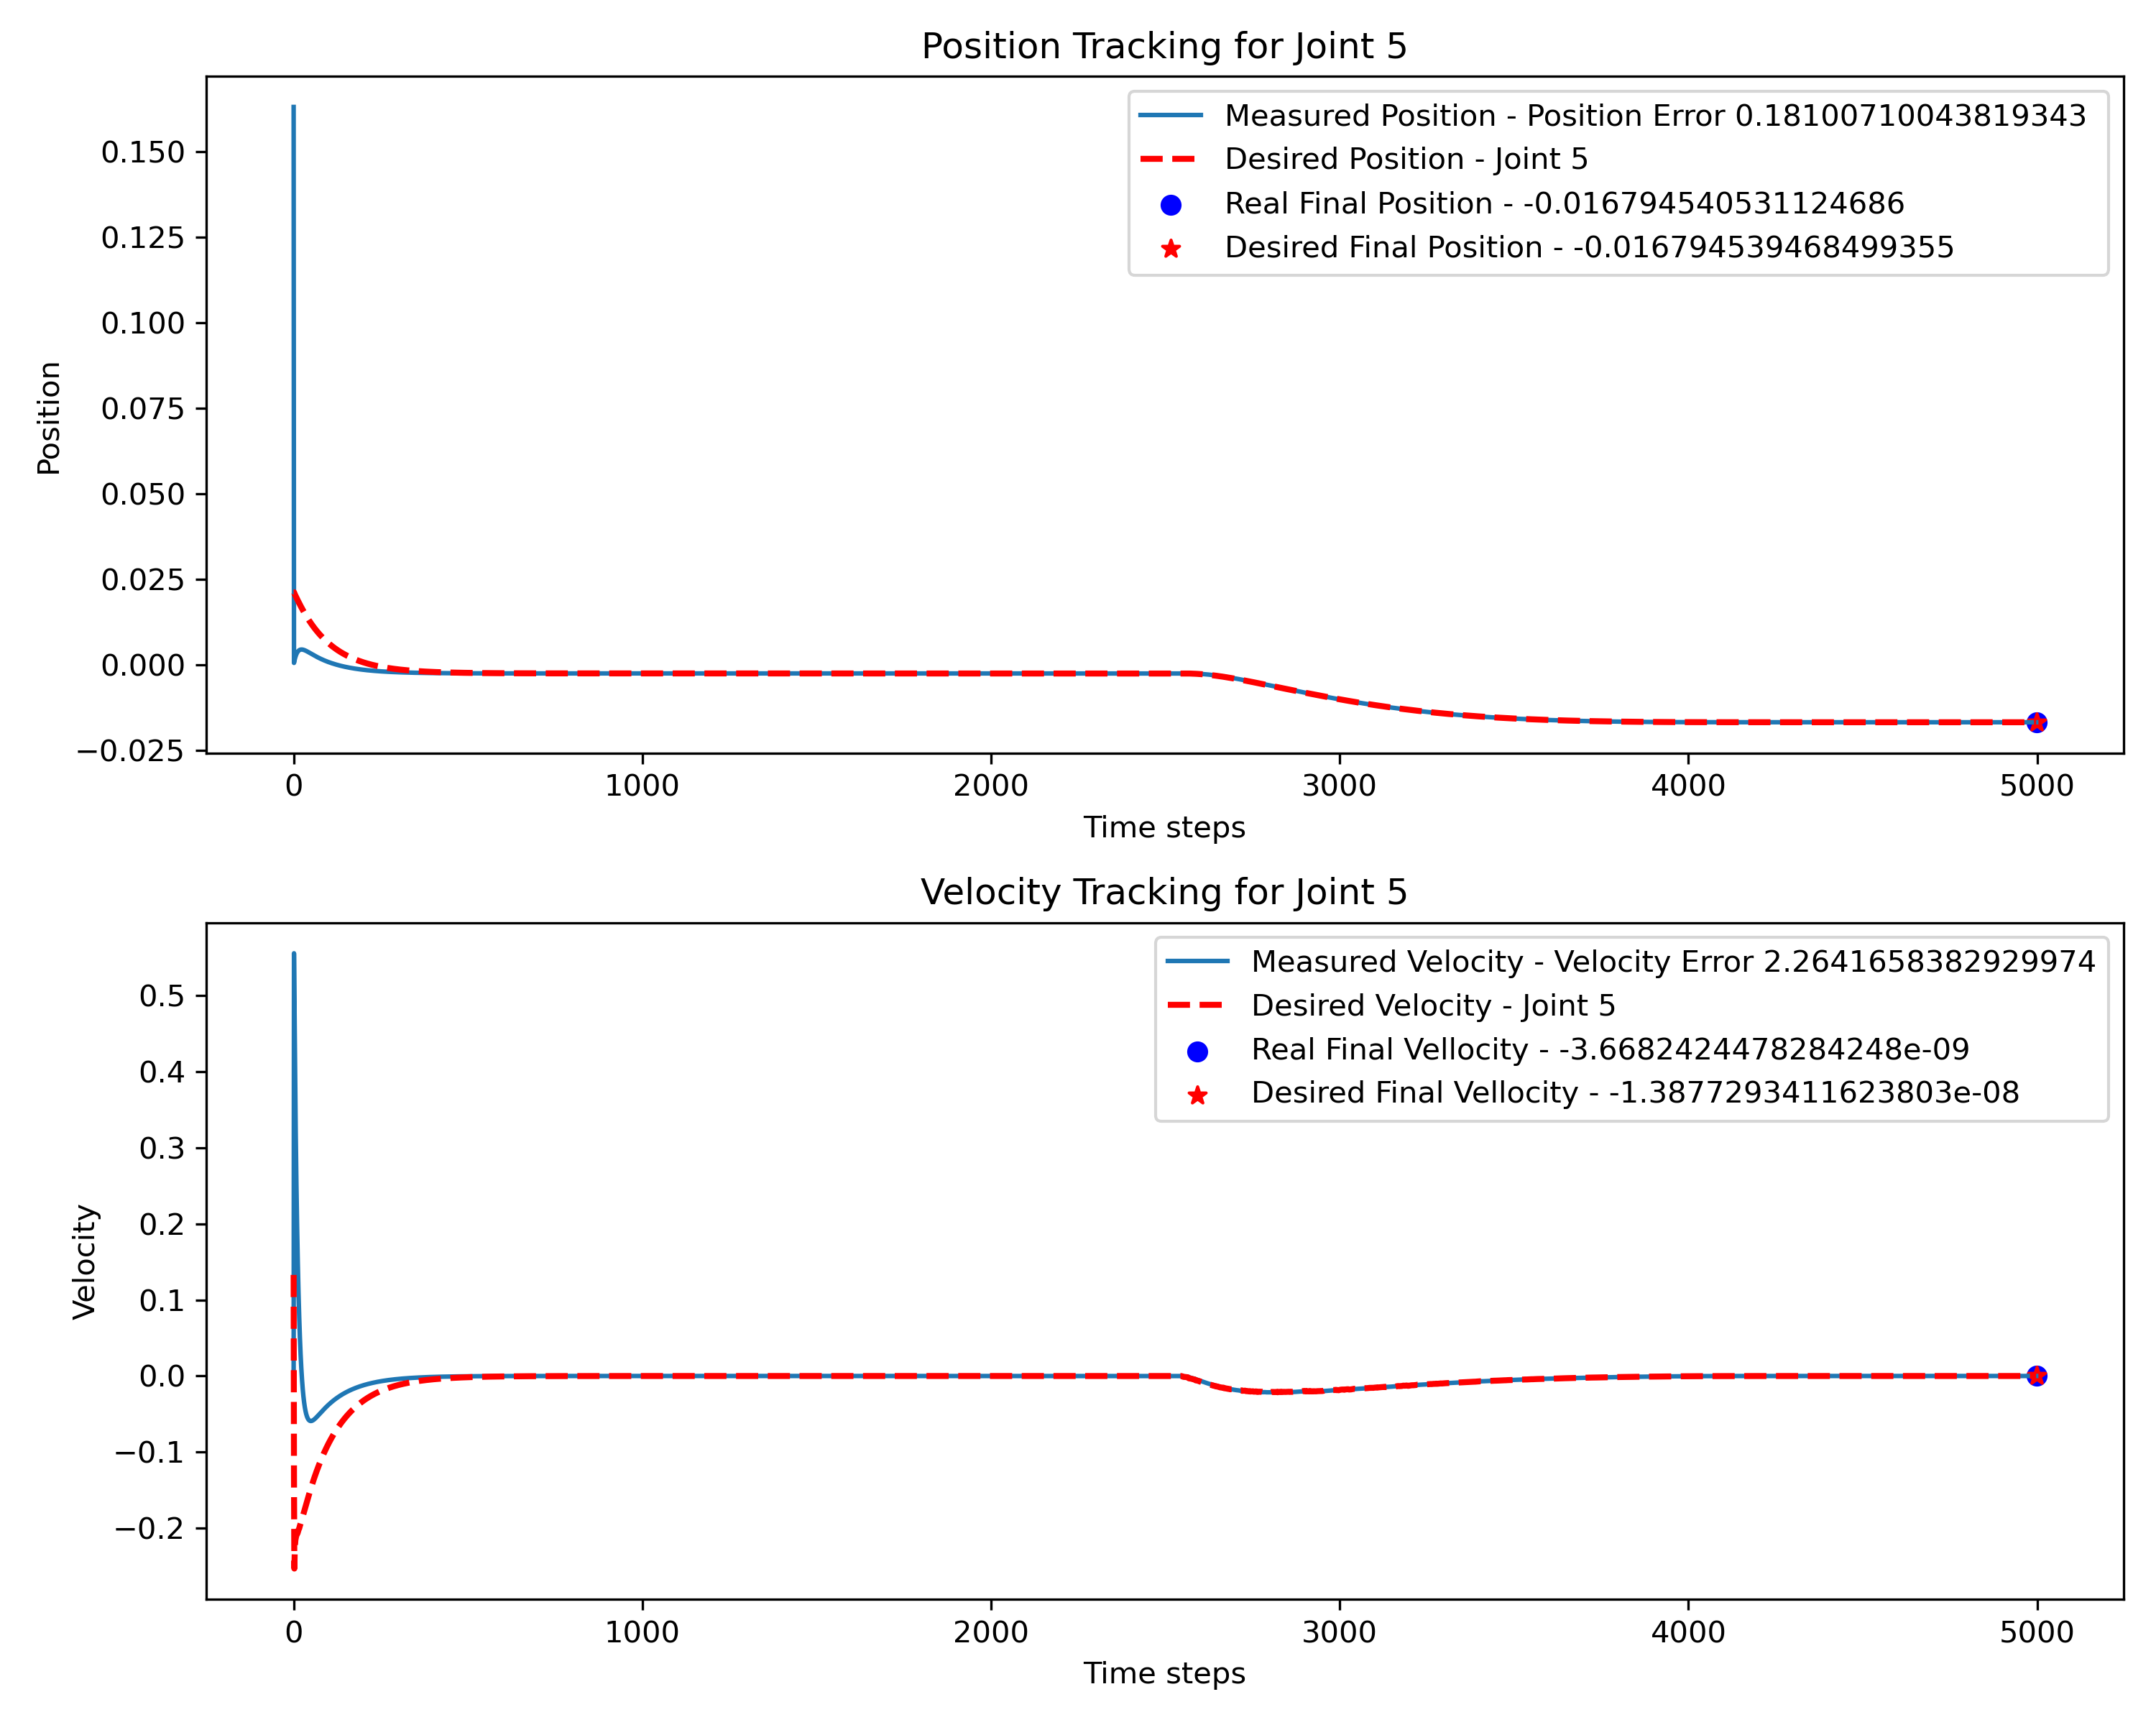 Position Tracking for Joint 5
Measured Position - Position Error 0.18100710043819343
Desired Position - Joint 5
Real Final Position - -0.016794540531124686
Desired Final Position - -0.016794539468499355
0.150
0.125
0.100
0.075
0.050
0.025
0.000
−0.025
Position
0 1000 2000 3000 4000 5000
Time steps
Velocity Tracking for Joint 5
Measured Velocity - Velocity Error 2.2641658382929974
Desired Velocity - Joint 5
Real Final Vellocity - -3.6682424478284248e-09
Desired Final Vellocity - -1.3877293411623803e-08
0.5
0.4
0.3
0.2
0.1
0.0
−0.1
−0.2
Velocity
0 1000 2000 3000 4000 5000
Time steps